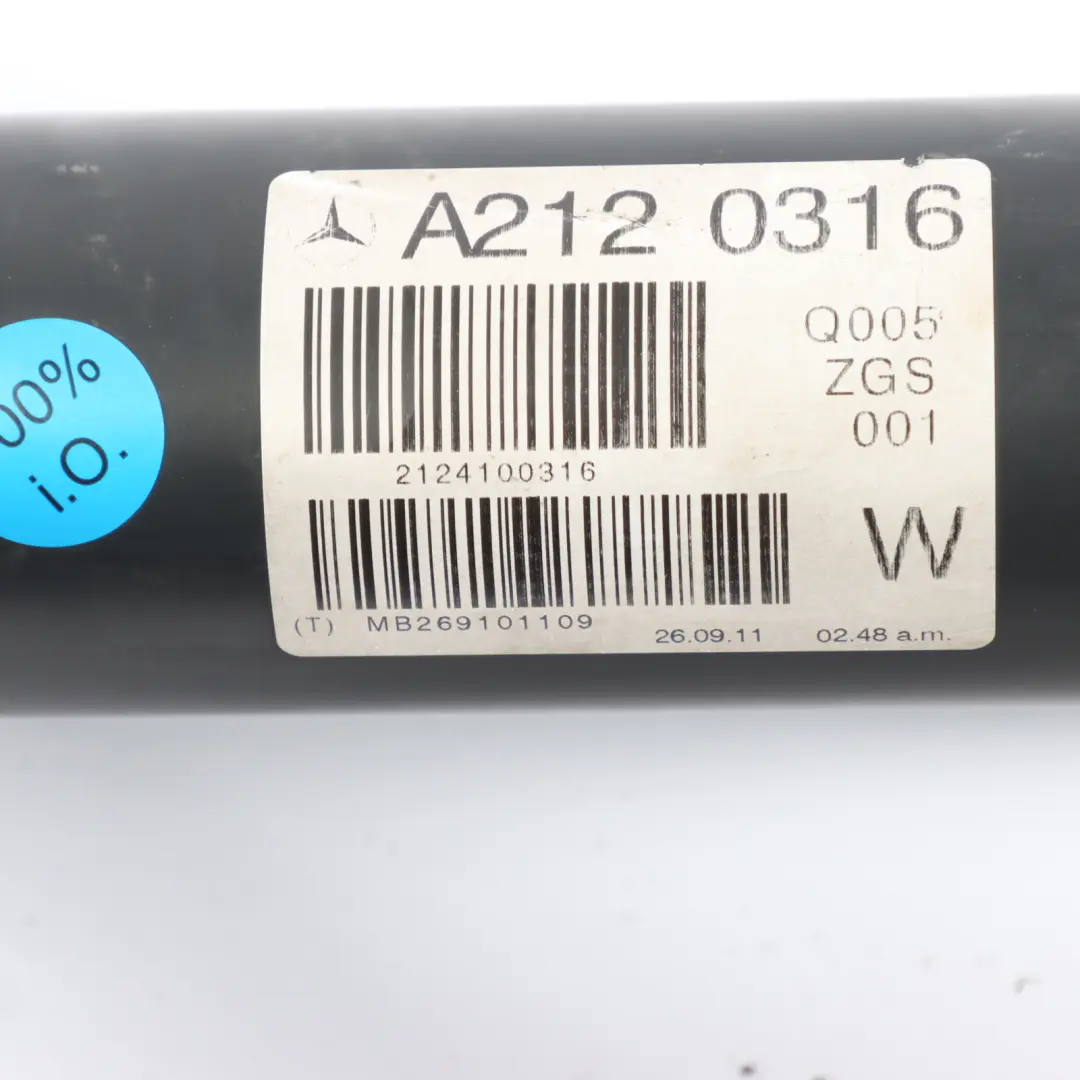 A212 0316
Q005
ZGS
001
2124100316
W
(T) MB269101109
26.09.11 02.48 a.m.
00%
i.O.